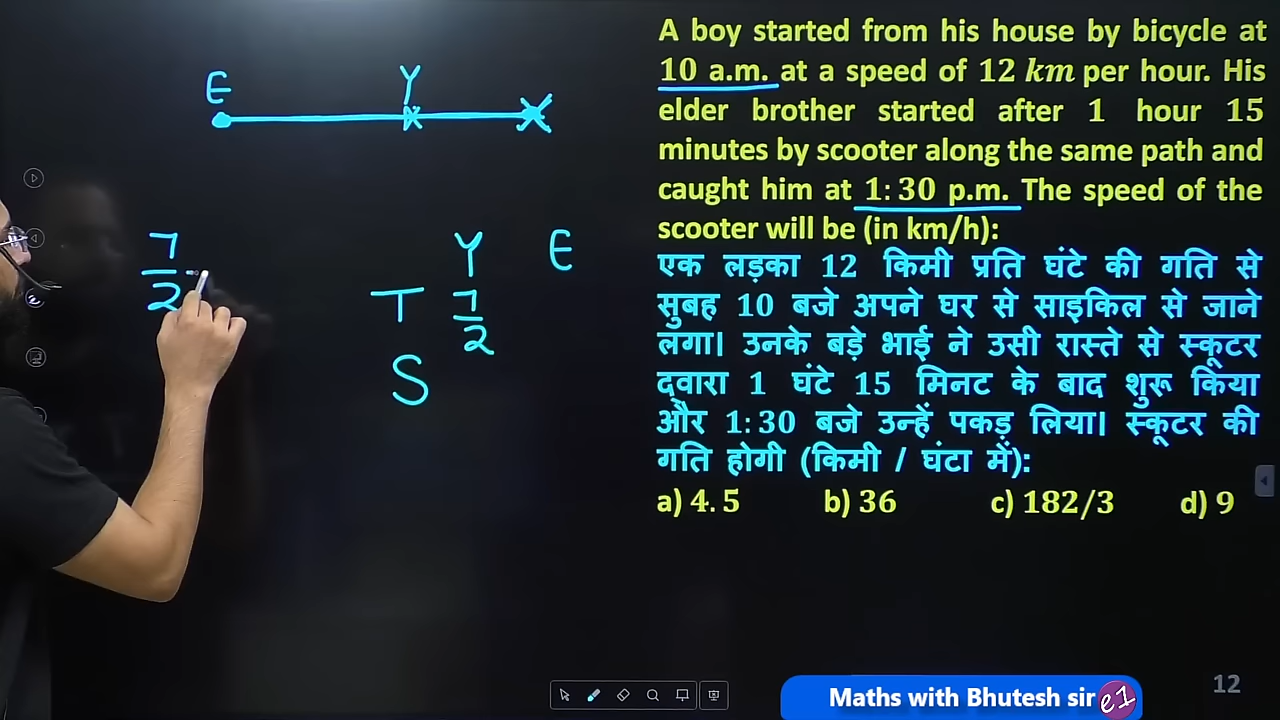 E
Y
7
2
Y E
T 7
2
S
A boy started from his house by bicycle at
10 a.m. at a speed of 12 km per hour. His
elder brother started after 1 hour 15
minutes by scooter along the same path and
caught him at 1:30 p.m. The speed of the
scooter will be (in km/h):
एक लड़का 12 किमी प्रति घंटे की गति से
सुबह 10 बजे अपने घर से साइकिल से जाने
लगा। उनके बड़े भाई ने उसी रास्ते से स्कूटर
द्वारा 1 घंटे 15 मिनट के बाद शुरू किया
और 1:30 बजे उन्हें पकड़ लिया। स्कूटर की
गति होगी (किमी / घंटा में):
a) 4.5 b) 36 c) 182/3 d) 9
Maths with Bhutesh sir e1
12